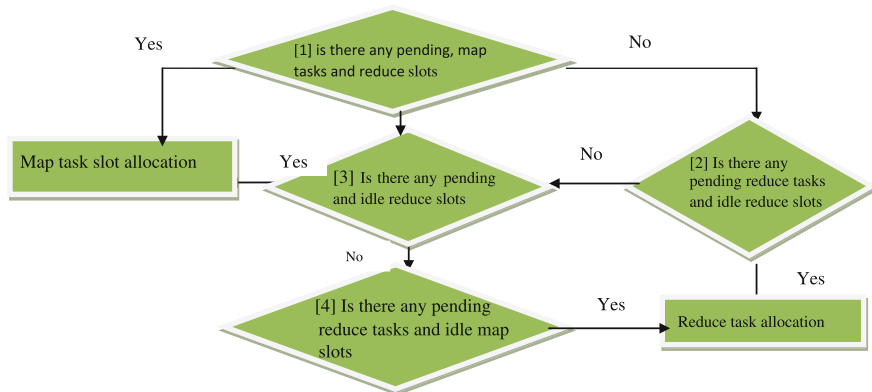 Yes
[1] is there any pending, map
tasks and reduce slots
No
Map task slot allocation
Yes
[3] Is there any pending
and idle reduce slots
No
[2] Is there any
pending reduce tasks
and idle reduce slots
No
[4] Is there any pending
reduce tasks and idle map
slots
Yes
Yes
Reduce task allocation